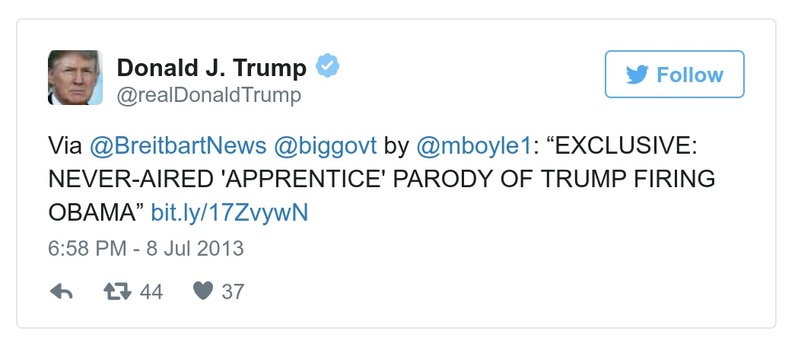 Donald J. Trump
@realDonaldTrump
Follow
Via @BreitbartNews @biggovt by @mboyle1: “EXCLUSIVE:
NEVER-AIRED 'APPRENTICE' PARODY OF TRUMP FIRING
OBAMA” bit.ly/17ZvywN
6:58 PM - 8 Jul 2013
44 37